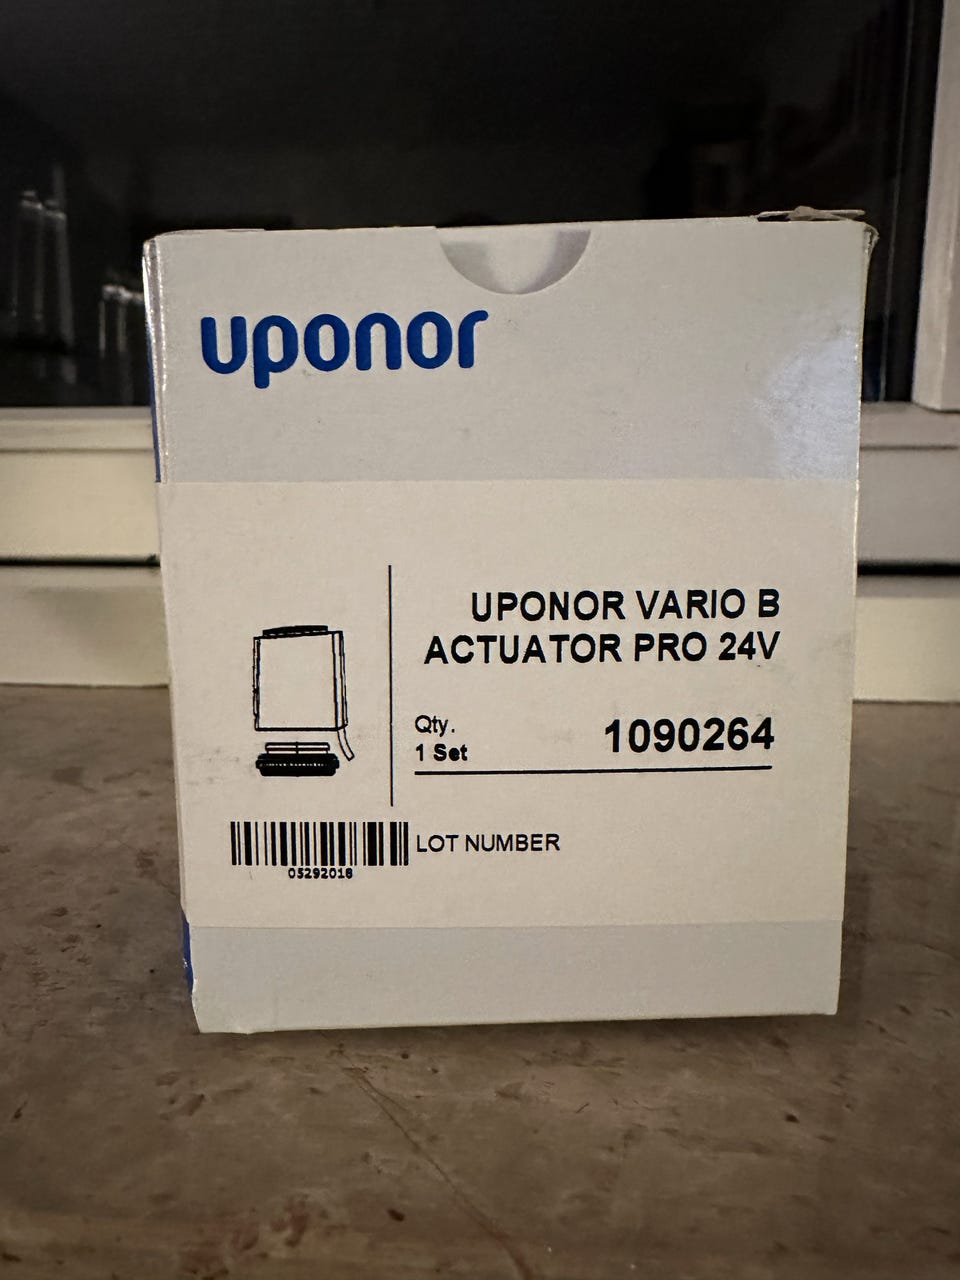 uponor
UPONOR VARIO B
ACTUATOR PRO 24V
Qty.
1 Set
1090264
LOT NUMBER
05292018